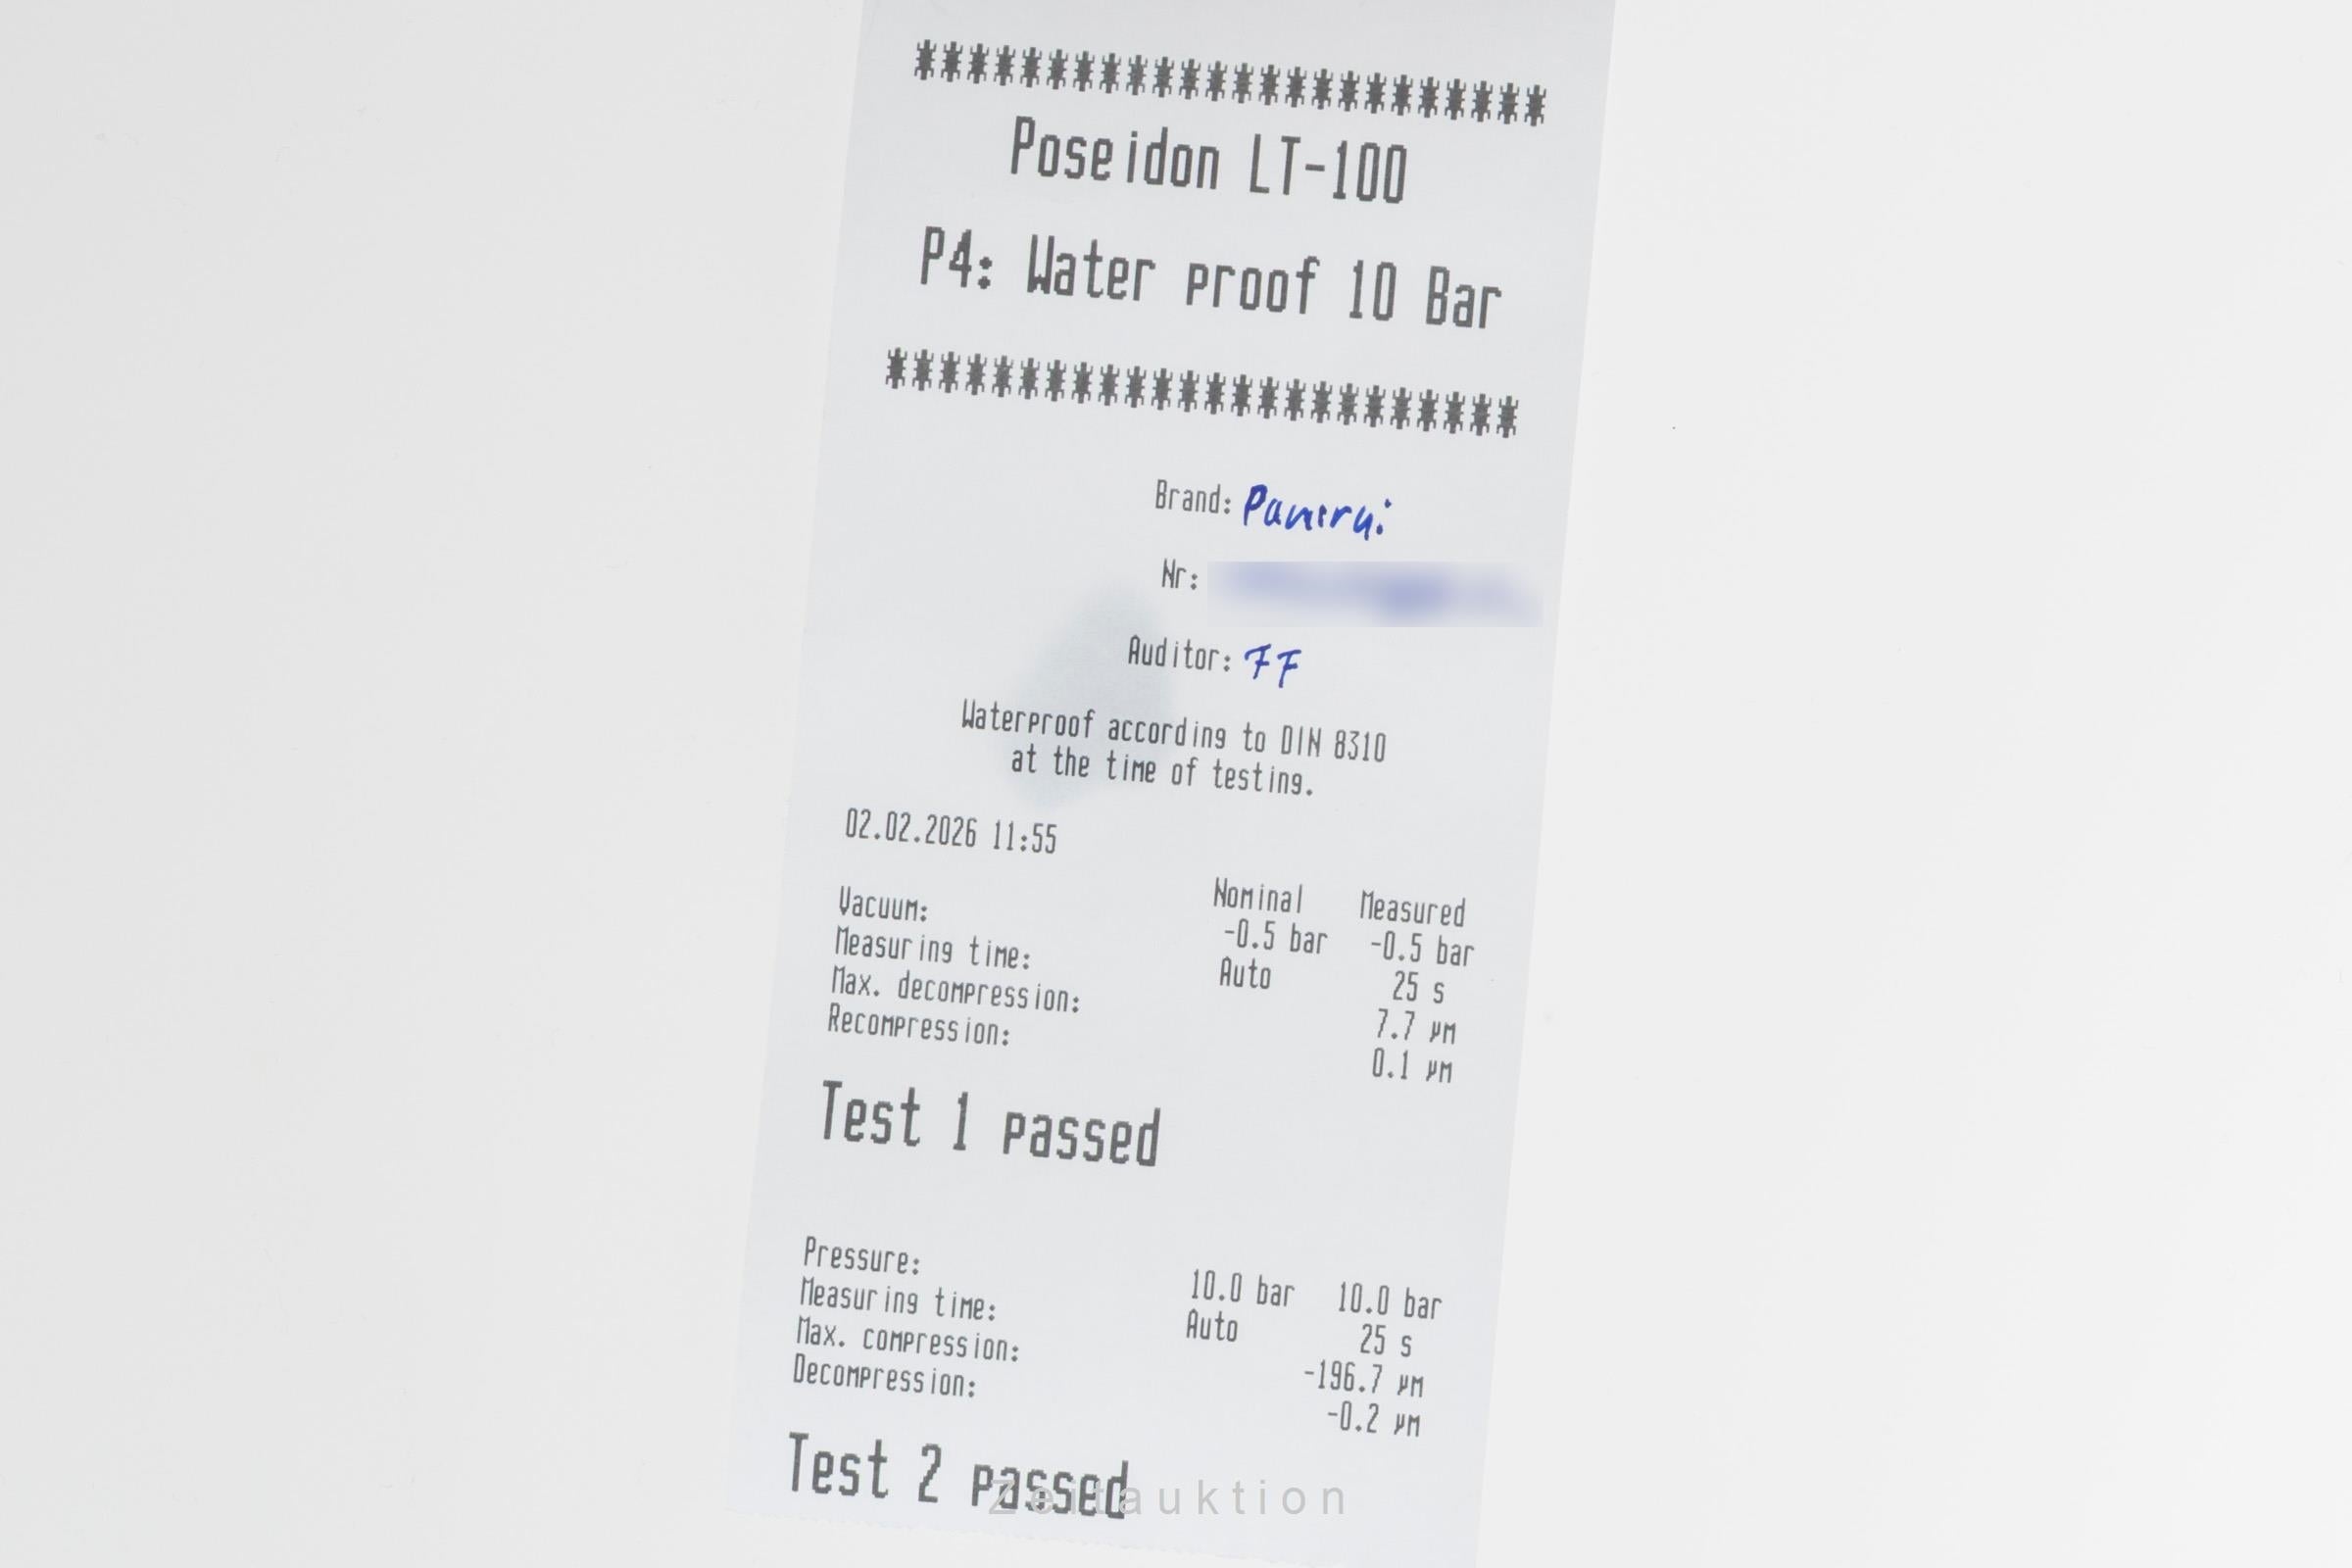 ************************
Poseidon LT-100
P4: Water proof 10 Bar
************************
Brand: Panerai
Nr:
Auditor: FF
Waterproof according to DIN 8310
at the time of testing.
02.02.2026 11:55
Nominal Measured
Vacuum: -0.5 bar -0.5 bar
Measuring time: Auto 25 s
Max. decompression: 7.7 µm
Recompression: 0.1 µm
Test 1 passed
Pressure: 10.0 bar 10.0 bar
Measuring time: Auto 25 s
Max. compression: -196.7 µm
Decompression: -0.2 µm
Test 2 passed
Zeitauktion